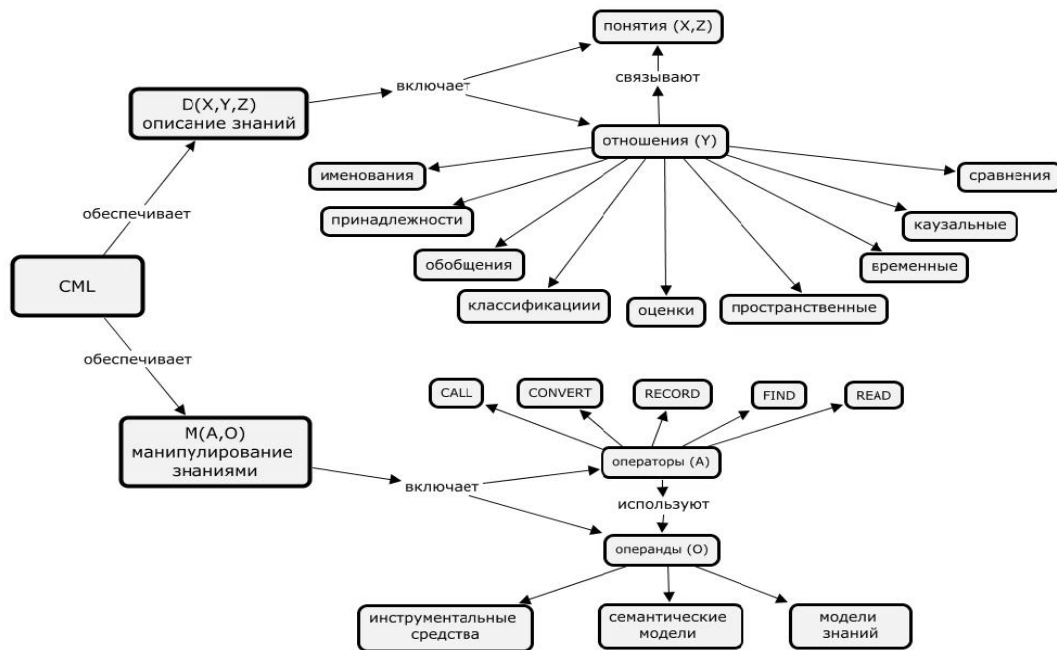 понятия (X,Z)
связывают
включает
D(X,Y,Z)
описание знаний
отношения (Y)
именования
сравнения
принадлежности
каузальные
обеспечивает
обобщения
временные
CML
классификациии
оценки
пространственные
обеспечивает
CALL
CONVERT
RECORD
FIND
READ
M(A,O)
манипулирование
знаниями
операторы (A)
включает
используют
операнды (O)
инструментальные
средства
семантические
модели
модели
знаний